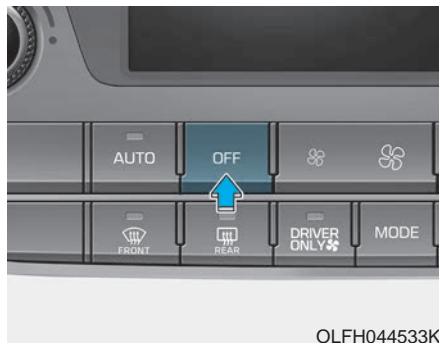 AUTO
OFF
FRONT
REAR
DRIVER
ONLY
MODE
OLFH044533K